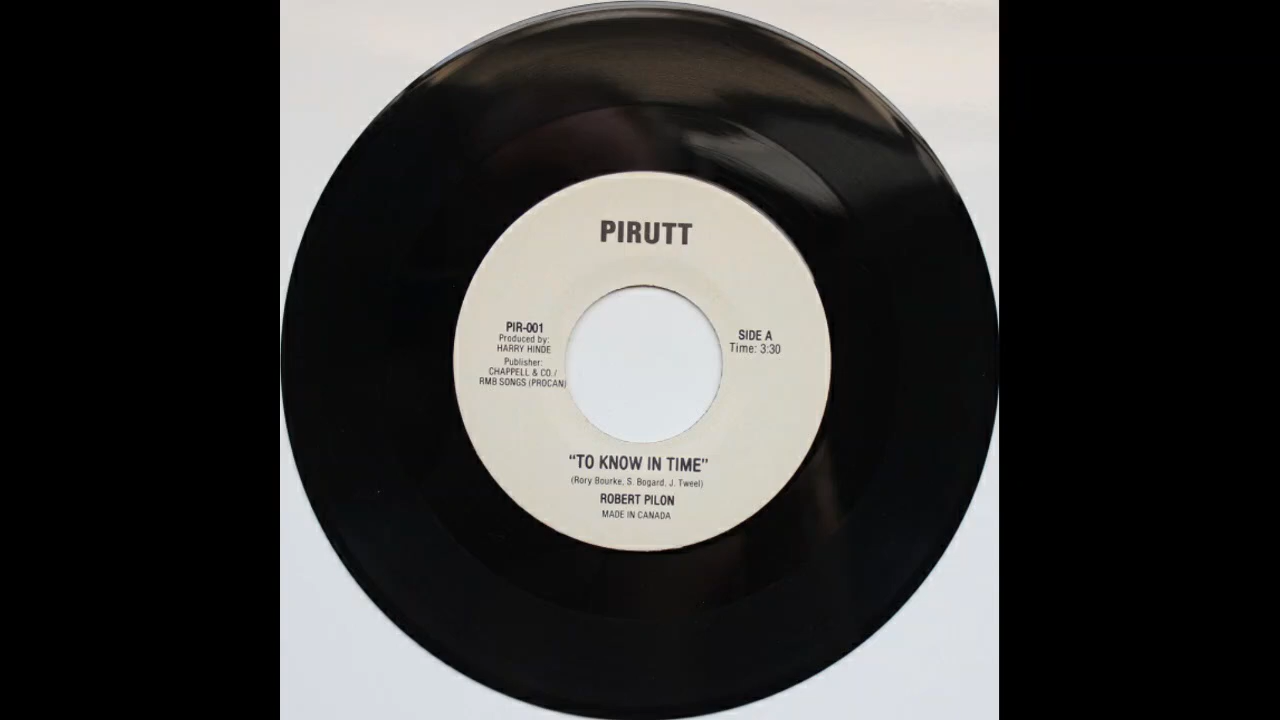 PIRUTT
PIR-001
Produced by:
HARRY HINDE
Publisher:
CHAPPELL & CO./
RMB SONGS (PROCAN)
SIDE A
Time: 3:30
"TO KNOW IN TIME"
(Rory Bourke, S. Bogard, J. Tweel)
ROBERT PILON
MADE IN CANADA